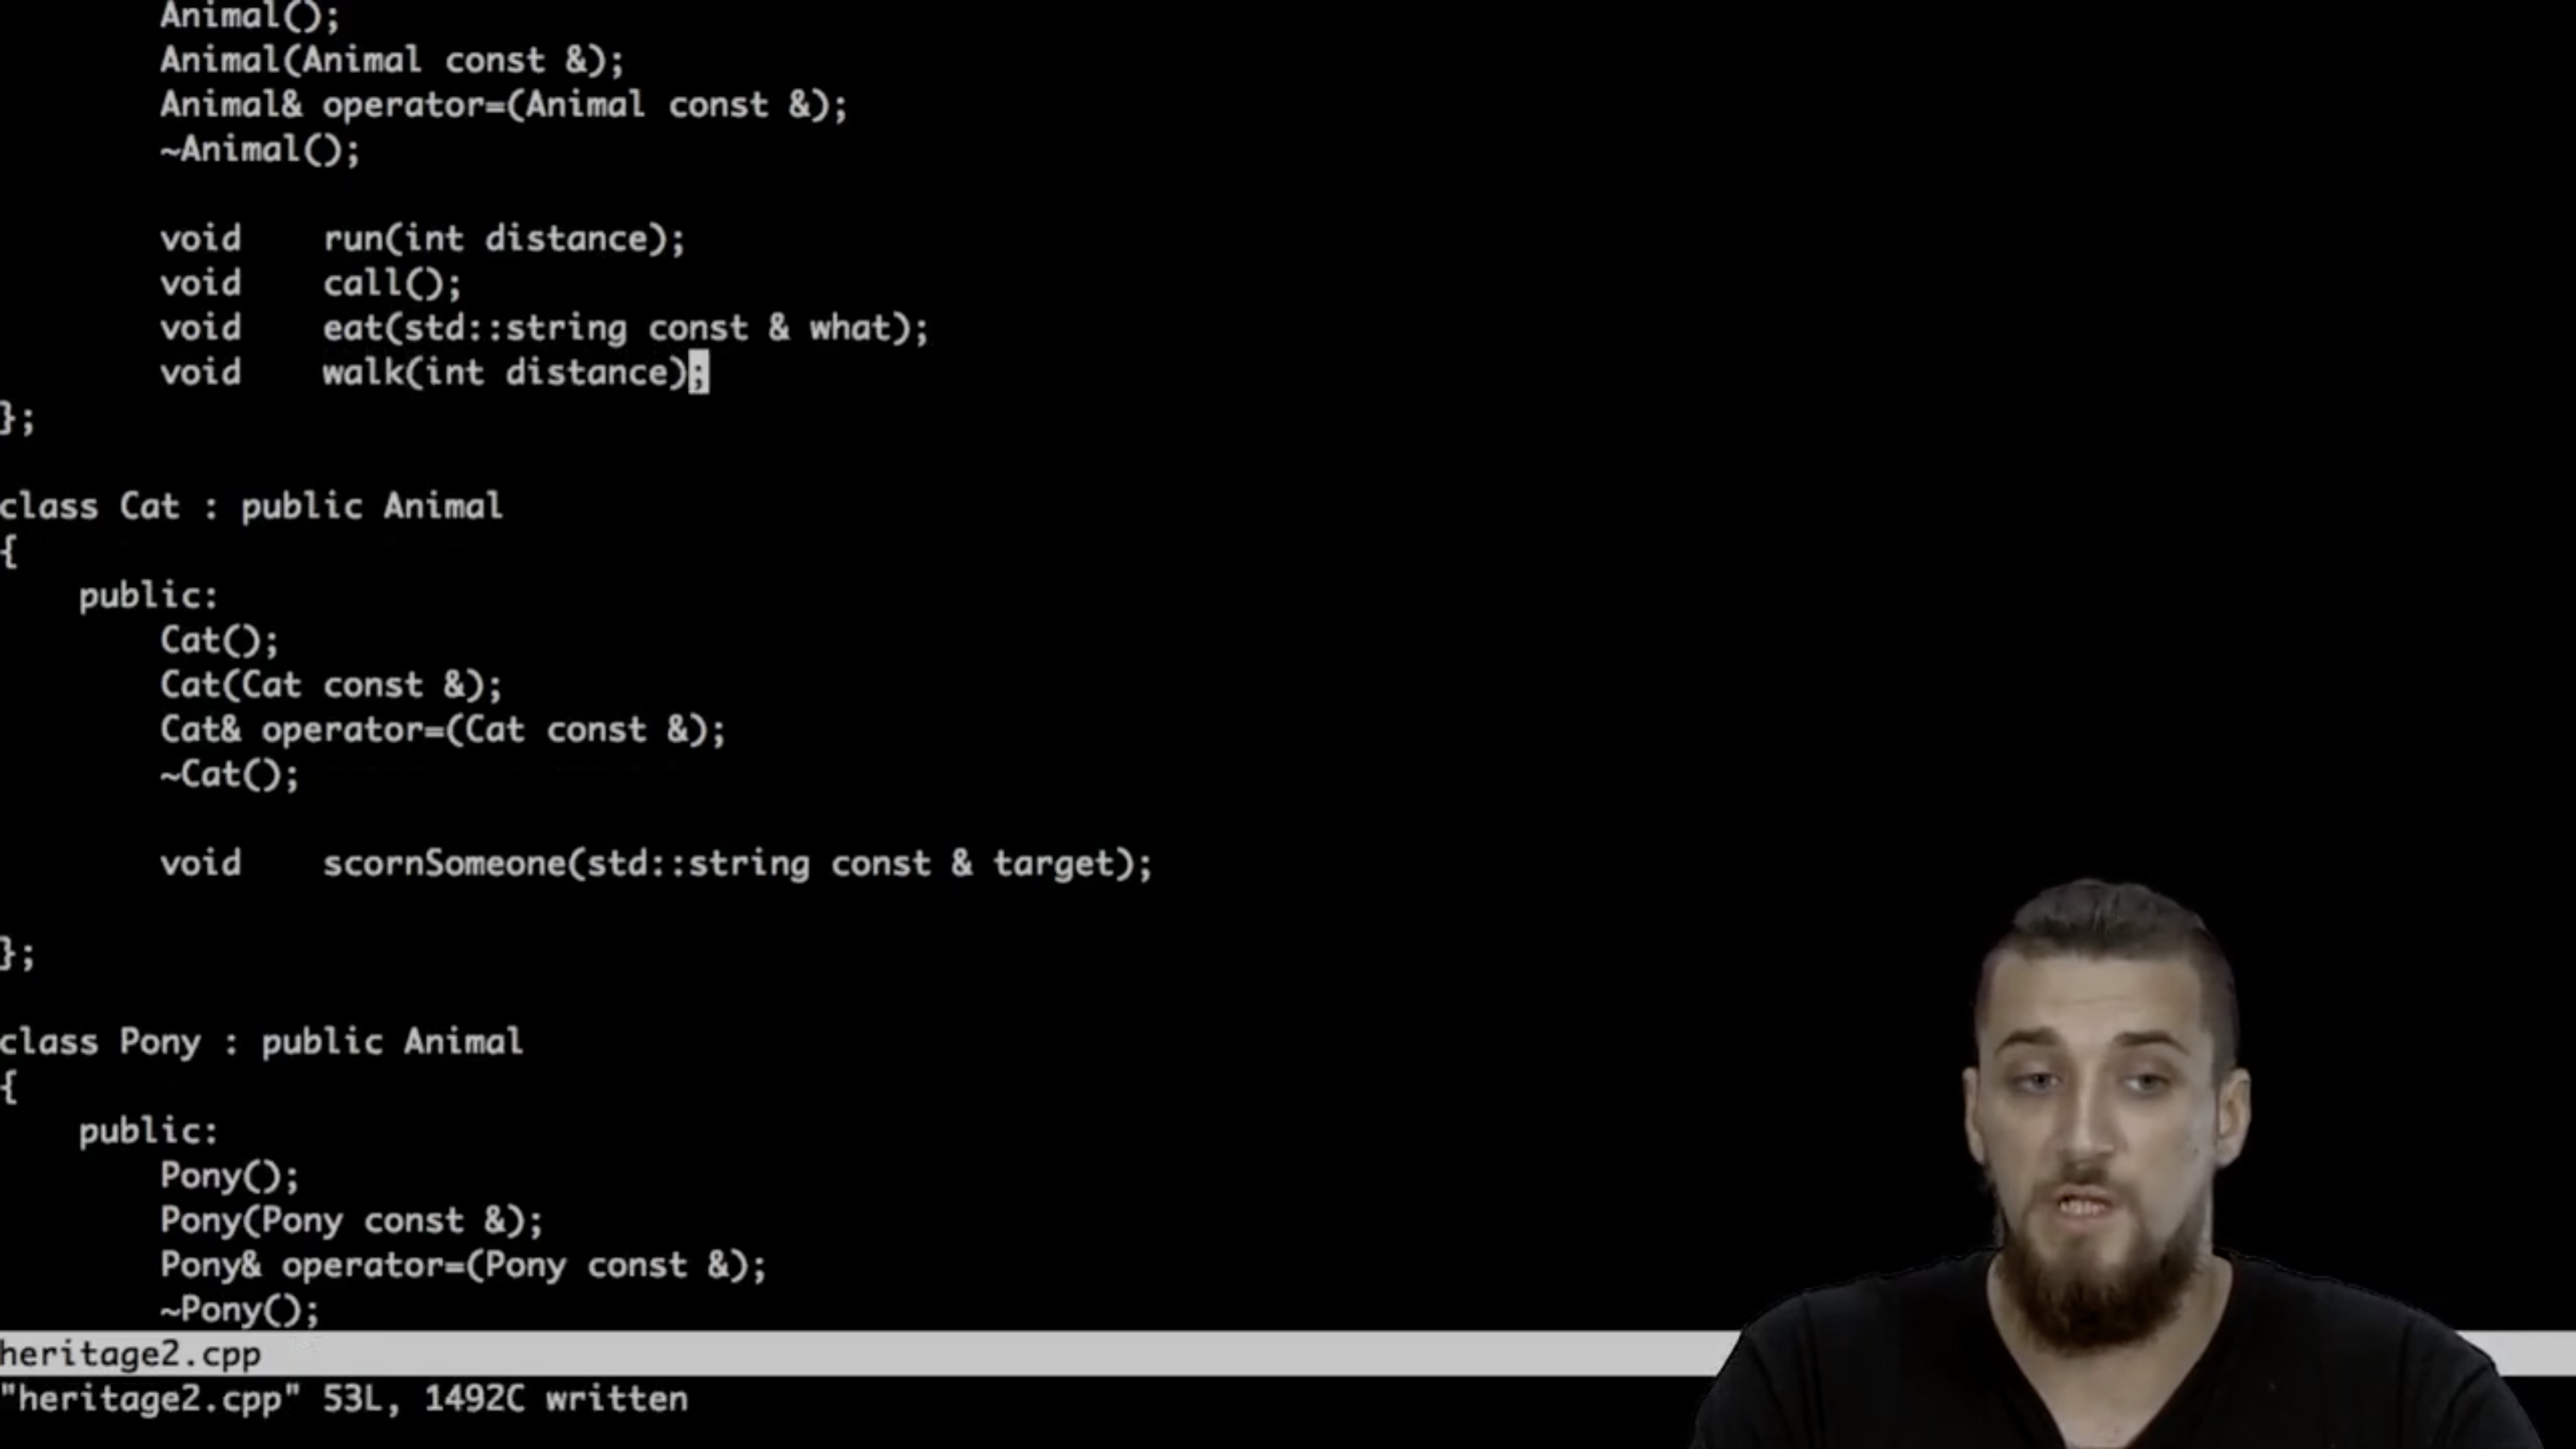 Animal();
Animal(Animal const &);
Animal& operator=(Animal const &);
~Animal();
void run(int distance);
void call();
void eat(std::string const & what);
void walk(int distance);
};
class Cat : public Animal
{
public:
Cat();
Cat(Cat const &);
Cat& operator=(Cat const &);
~Cat();
void scornSomeone(std::string const & target);
};
class Pony : public Animal
{
public:
Pony();
Pony(Pony const &);
Pony& operator=(Pony const &);
~Pony();
heritage2.cpp
"heritage2.cpp" 53L, 1492C written